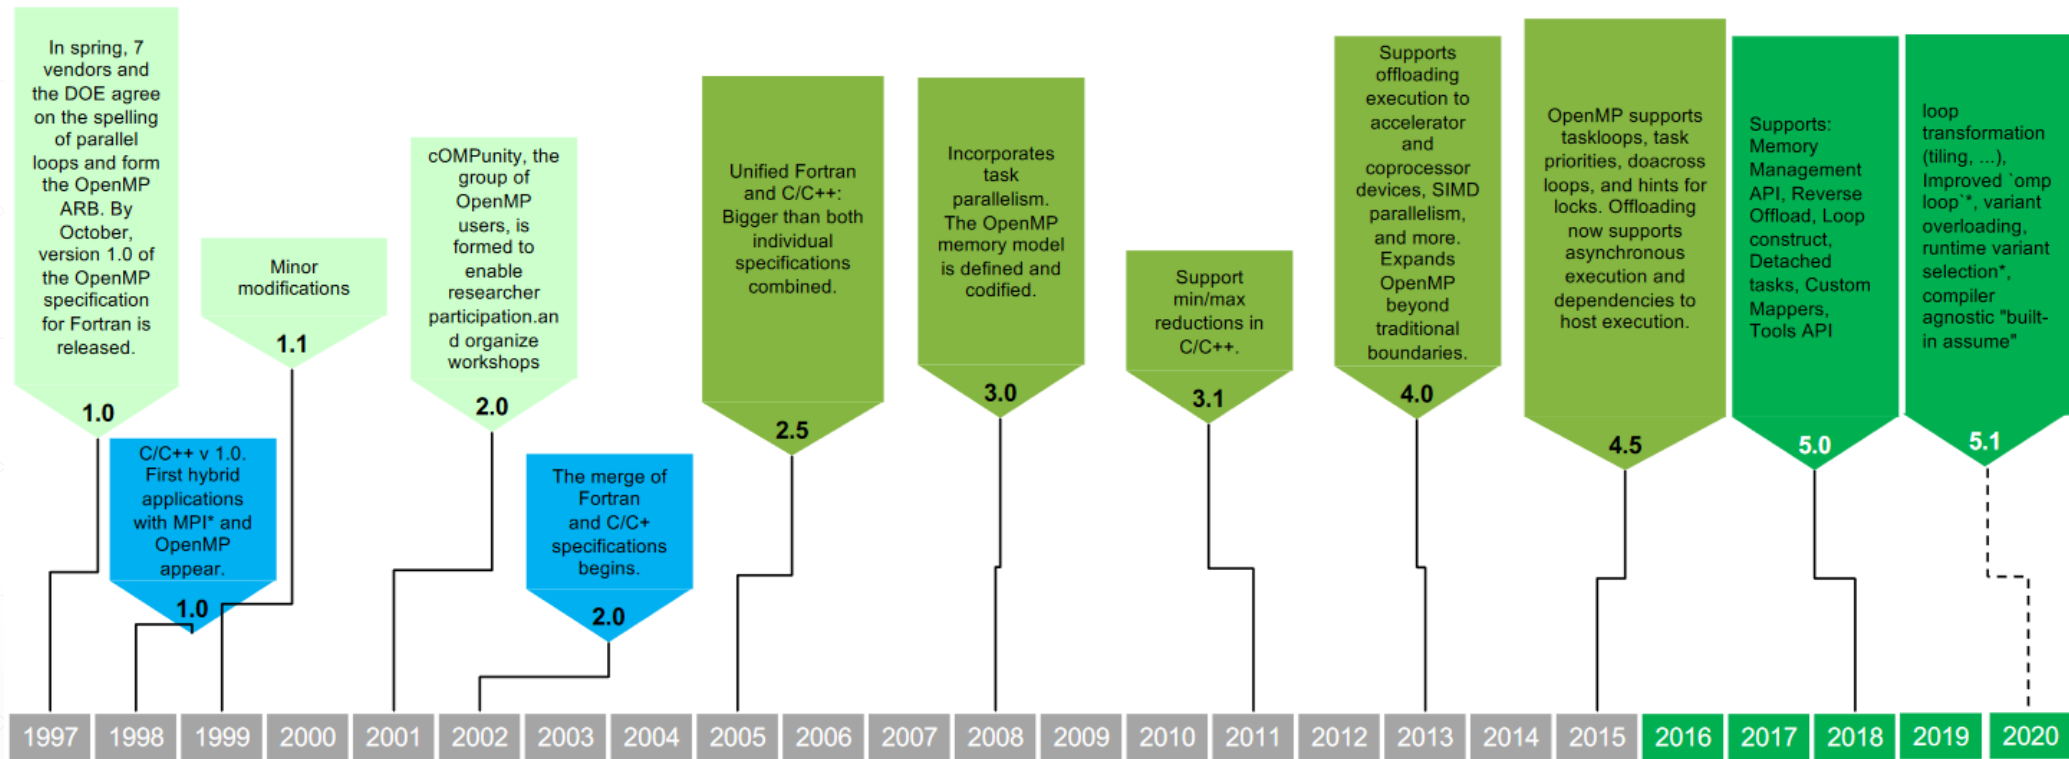 In spring, 7
vendors and
the DOE agree
on the spelling
of parallel
loops and form
the OpenMP
ARB. By
October,
version 1.0 of
the OpenMP
specification
for Fortran is
released.
1.0
C/C++ v 1.0.
First hybrid
applications
with MPI* and
OpenMP
appear.
1.0
Minor
modifications
1.1
cOMPunity, the
group of
OpenMP
users, is
formed to
enable
researcher
participation.an
d organize
workshops
2.0
The merge of
Fortran
and C/C+
specifications
begins.
2.0
Unified Fortran
and C/C++:
Bigger than both
individual
specifications
combined.
2.5
Incorporates
task
parallelism.
The OpenMP
memory model
is defined and
codified.
3.0
Support
min/max
reductions in
C/C++.
3.1
Supports
offloading
execution to
accelerator
and
coprocessor
devices, SIMD
parallelism,
and more.
Expands
OpenMP
beyond
traditional
boundaries.
4.0
OpenMP supports
taskloops, task
priorities, doacross
loops, and hints for
locks. Offloading
now supports
asynchronous
execution and
dependencies to
host execution.
4.5
Supports:
Memory
Management
API, Reverse
Offload, Loop
construct,
Detached
tasks, Custom
Mappers,
Tools API
5.0
loop
transformation
(tiling, ...),
Improved `omp
loop`*, variant
overloading,
runtime variant
selection*,
compiler
agnostic "built-
in assume"
5.1
1997 1998 1999 2000 2001 2002 2003 2004 2005 2006 2007 2008 2009 2010 2011 2012 2013 2014 2015 2016 2017 2018 2019 2020